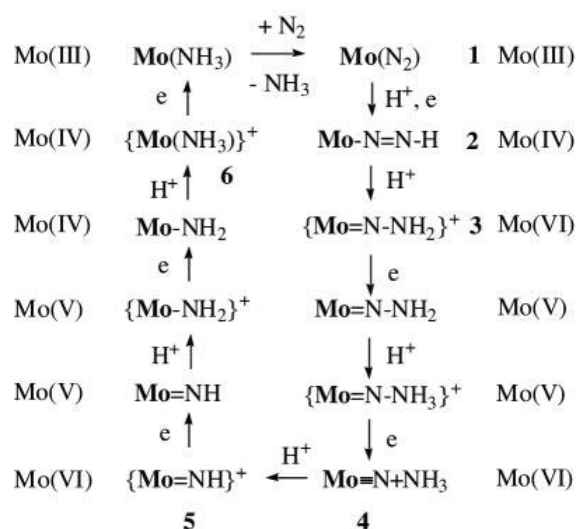 + N₂
Mo(III) Mo(NH₃) Mo(N₂) 1 Mo(III)
- NH₃
e H⁺, e
Mo(IV) {Mo(NH₃)}⁺ Mo-N=N-H 2 Mo(IV)
6
H⁺ H⁺
Mo(IV) Mo-NH₂ {Mo=N-NH₂}⁺ 3 Mo(VI)
e e
Mo(V) {Mo-NH₂}⁺ Mo=N-NH₂ Mo(V)
H⁺ H⁺
Mo(V) Mo=NH {Mo=N-NH₃}⁺ Mo(V)
e H⁺ e
Mo(VI) {Mo=NH}⁺ Mo≡N+NH₃ Mo(VI)
5 4